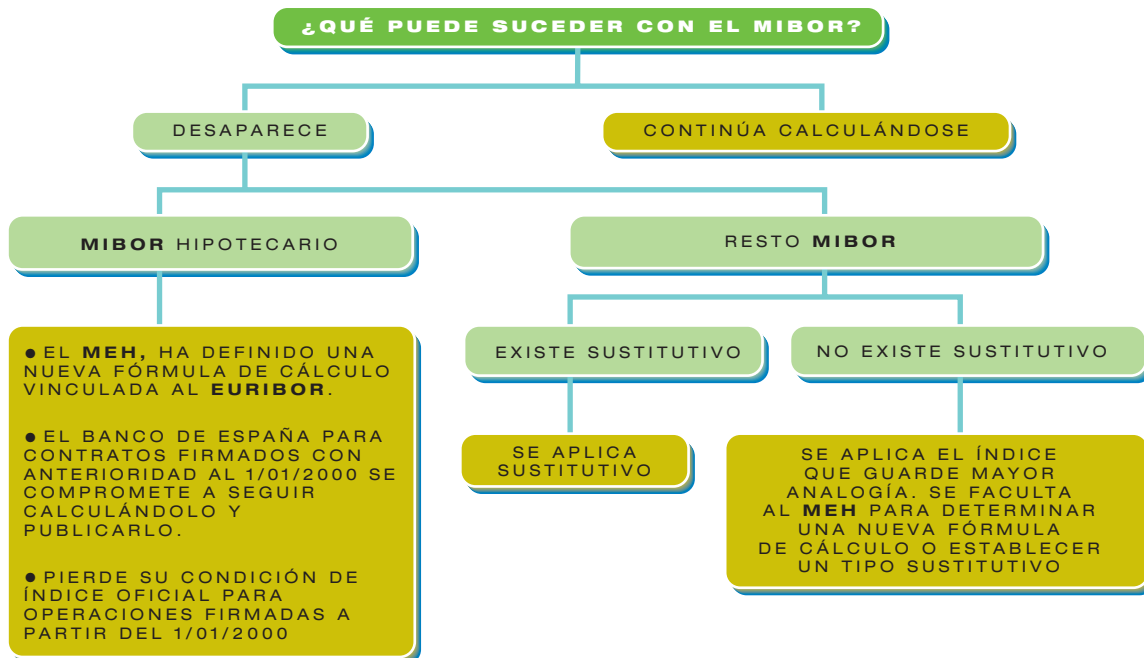 ¿QUÉ PUEDE SUCEDER CON EL MIBOR?
DESAPARECE
CONTINÚA CALCULÁNDOSE
MIBOR HIPOTECARIO
RESTO MIBOR
● EL MEH, HA DEFINIDO UNA
NUEVA FÓRMULA DE CÁLCULO
VINCULADA AL EURIBOR.
● EL BANCO DE ESPAÑA PARA
CONTRATOS FIRMADOS CON
ANTERIORIDAD AL 1/01/2000 SE
COMPROMETE A SEGUIR
CALCULÁNDOLO Y
PUBLICARLO.
● PIERDE SU CONDICIÓN DE
ÍNDICE OFICIAL PARA
OPERACIONES FIRMADAS A
PARTIR DEL 1/01/2000
EXISTE SUSTITUTIVO
NO EXISTE SUSTITUTIVO
SE APLICA
SUSTITUTIVO
SE APLICA EL ÍNDICE
QUE GUARDE MAYOR
ANALOGÍA. SE FACULTA
AL MEH PARA DETERMINAR
UNA NUEVA FÓRMULA
DE CÁLCULO O ESTABLECER
UN TIPO SUSTITUTIVO